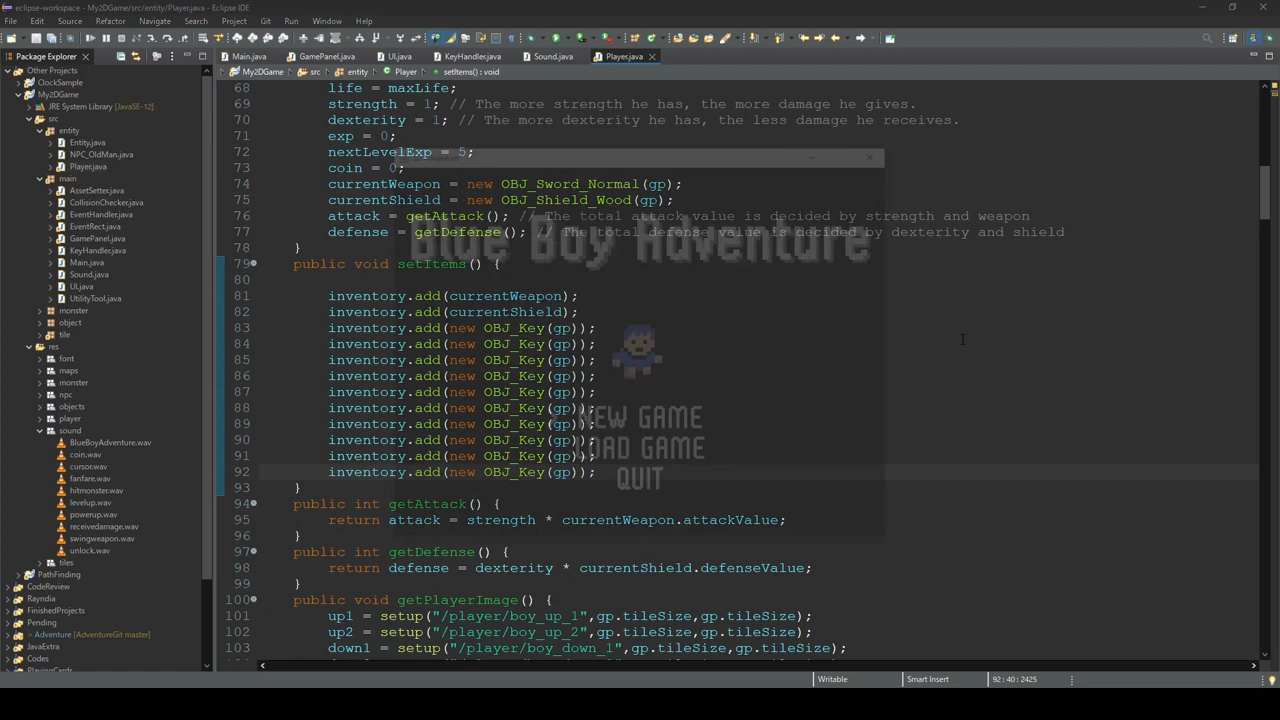 eclipse-workspace - My2DGame/src/entity/Player.java - Eclipse IDE
File Edit Source Refactor Navigate Search Project Git Run Window Help
Package Explorer
Main.java GamePanel.java UI.java KeyHandler.java Sound.java Player.java
My2DGame src entity Player setItems() : void
Other Projects
ClockSample
My2DGame
JRE System Library [JavaSE-12]
src
entity
Entity.java
NPC_OldMan.java
Player.java
main
AssetSetter.java
CollisionChecker.java
EventHandler.java
EventRect.java
GamePanel.java
KeyHandler.java
Main.java
Sound.java
UI.java
UtilityTool.java
monster
object
tile
res
font
maps
monster
npc
objects
player
sound
BlueBoyAdventure.wav
coin.wav
cursor.wav
fanfare.wav
hitmonster.wav
levelup.wav
powerup.wav
receivedamage.wav
swingweapon.wav
unlock.wav
tiles
PathFinding
CodeReview
Rayndia
FinishedProjects
Pending
> Adventure [AdventureGit master]
JavaExtra
Codes
PlayingCards
68 life = maxLife;
69 strength = 1; // The more strength he has, the more damage he gives.
70 dexterity = 1; // The more dexterity he has, the less damage he receives.
71 exp = 0;
72 nextLevelExp = 5;
73 coin = 0;
74 currentWeapon = new OBJ_Sword_Normal(gp);
75 currentShield = new OBJ_Shield_Wood(gp);
76 attack = getAttack(); // The total attack value is decided by strength and weapon
77 defense = getDefense(); // The total defense value is decided by dexterity and shield
78 }
79 public void setItems() {
80
81 inventory.add(currentWeapon);
82 inventory.add(currentShield);
83 inventory.add(new OBJ_Key(gp));
84 inventory.add(new OBJ_Key(gp));
85 inventory.add(new OBJ_Key(gp));
86 inventory.add(new OBJ_Key(gp));
87 inventory.add(new OBJ_Key(gp));
88 inventory.add(new OBJ_Key(gp));
89 inventory.add(new OBJ_Key(gp));
90 inventory.add(new OBJ_Key(gp));
91 inventory.add(new OBJ_Key(gp));
92 inventory.add(new OBJ_Key(gp));
93 }
94 public int getAttack() {
95 return attack = strength * currentWeapon.attackValue;
96 }
97 public int getDefense() {
98 return defense = dexterity * currentShield.defenseValue;
99 }
100 public void getPlayerImage() {
101 up1 = setup("/player/boy_up_1",gp.tileSize,gp.tileSize);
102 up2 = setup("/player/boy_up_2",gp.tileSize,gp.tileSize);
103 down1 = setup("/player/boy_down_1",gp.tileSize,gp.tileSize);
Blue Boy Adventure
NEW GAME
LOAD GAME
QUIT
Writable Smart Insert 92 : 40 : 2425